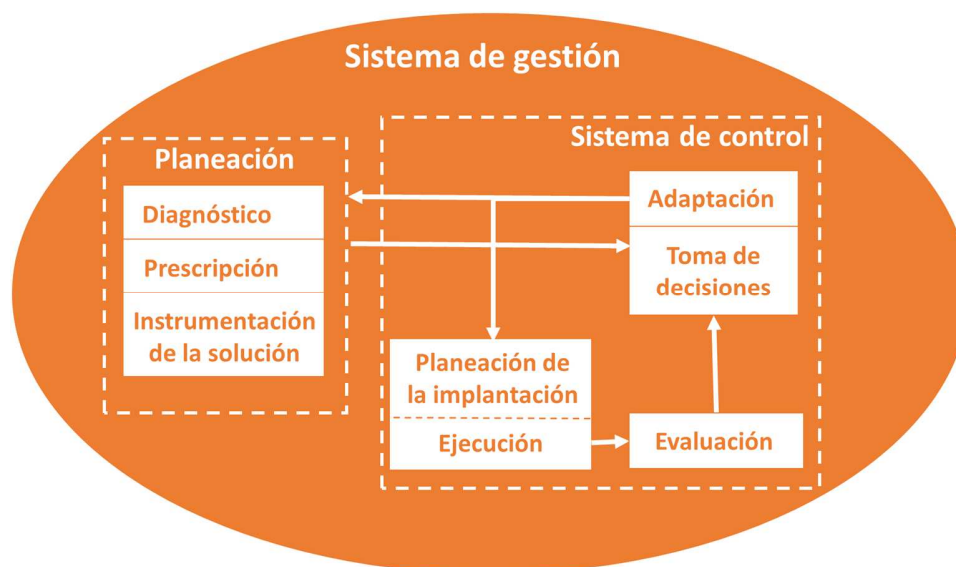 Sistema de gestión
Planeación
Diagnóstico
Prescripción
Instrumentación
de la solución
Sistema de control
Adaptación
Toma de
decisiones
Planeación de
la implantación
Ejecución
Evaluación